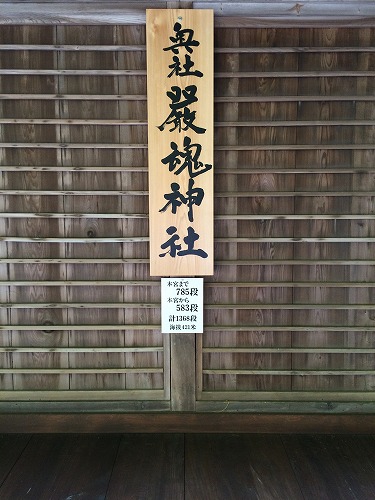 奥社 嚴魂神社
本宮まで
785段
本宮から
583段
計1368段
海抜421米